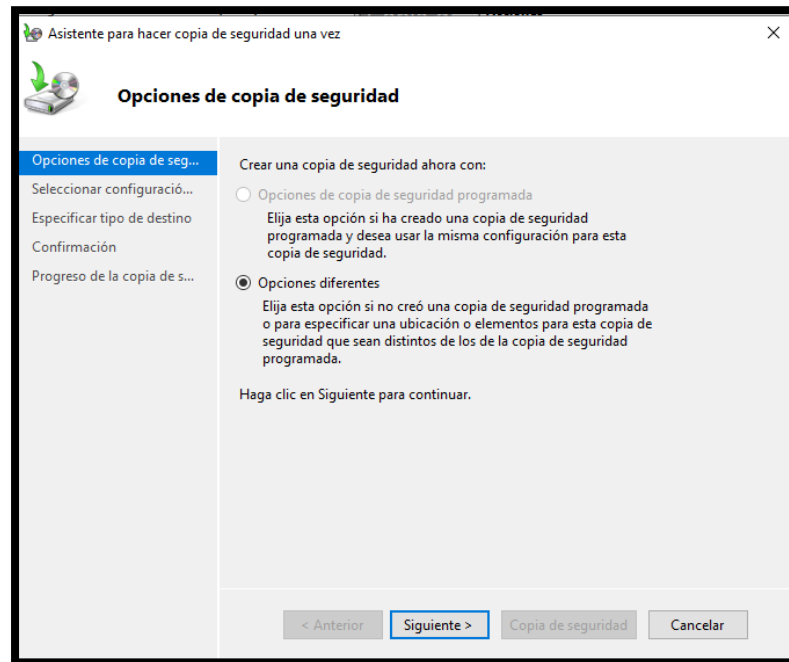 Asistente para hacer copia de seguridad una vez
Opciones de copia de seguridad
Opciones de copia de seg...
Seleccionar configuració...
Especificar tipo de destino
Confirmación
Progreso de la copia de s...
Crear una copia de seguridad ahora con:
Opciones de copia de seguridad programada
Elija esta opción si ha creado una copia de seguridad
programada y desea usar la misma configuración para esta
copia de seguridad.
Opciones diferentes
Elija esta opción si no creó una copia de seguridad programada
o para especificar una ubicación o elementos para esta copia de
seguridad que sean distintos de los de la copia de seguridad
programada.
Haga clic en Siguiente para continuar.
< Anterior
Siguiente >
Copia de seguridad
Cancelar